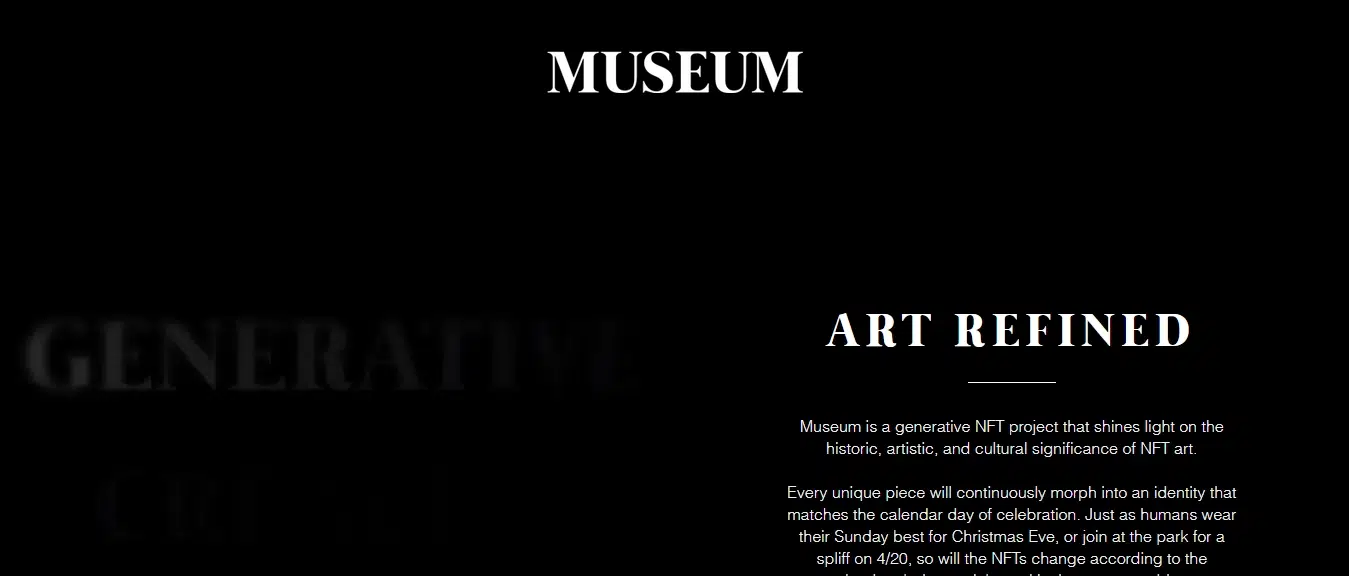 MUSEUM
GENERATIVE
ART REFINED
Museum is a generative NFT project that shines light on the
historic, artistic, and cultural significance of NFT art.
Every unique piece will continuously morph into an identity that
matches the calendar day of celebration. Just as humans wear
their Sunday best for Christmas Eve, or join at the park for a
spliff on 4/20, so will the NFTs change according to the